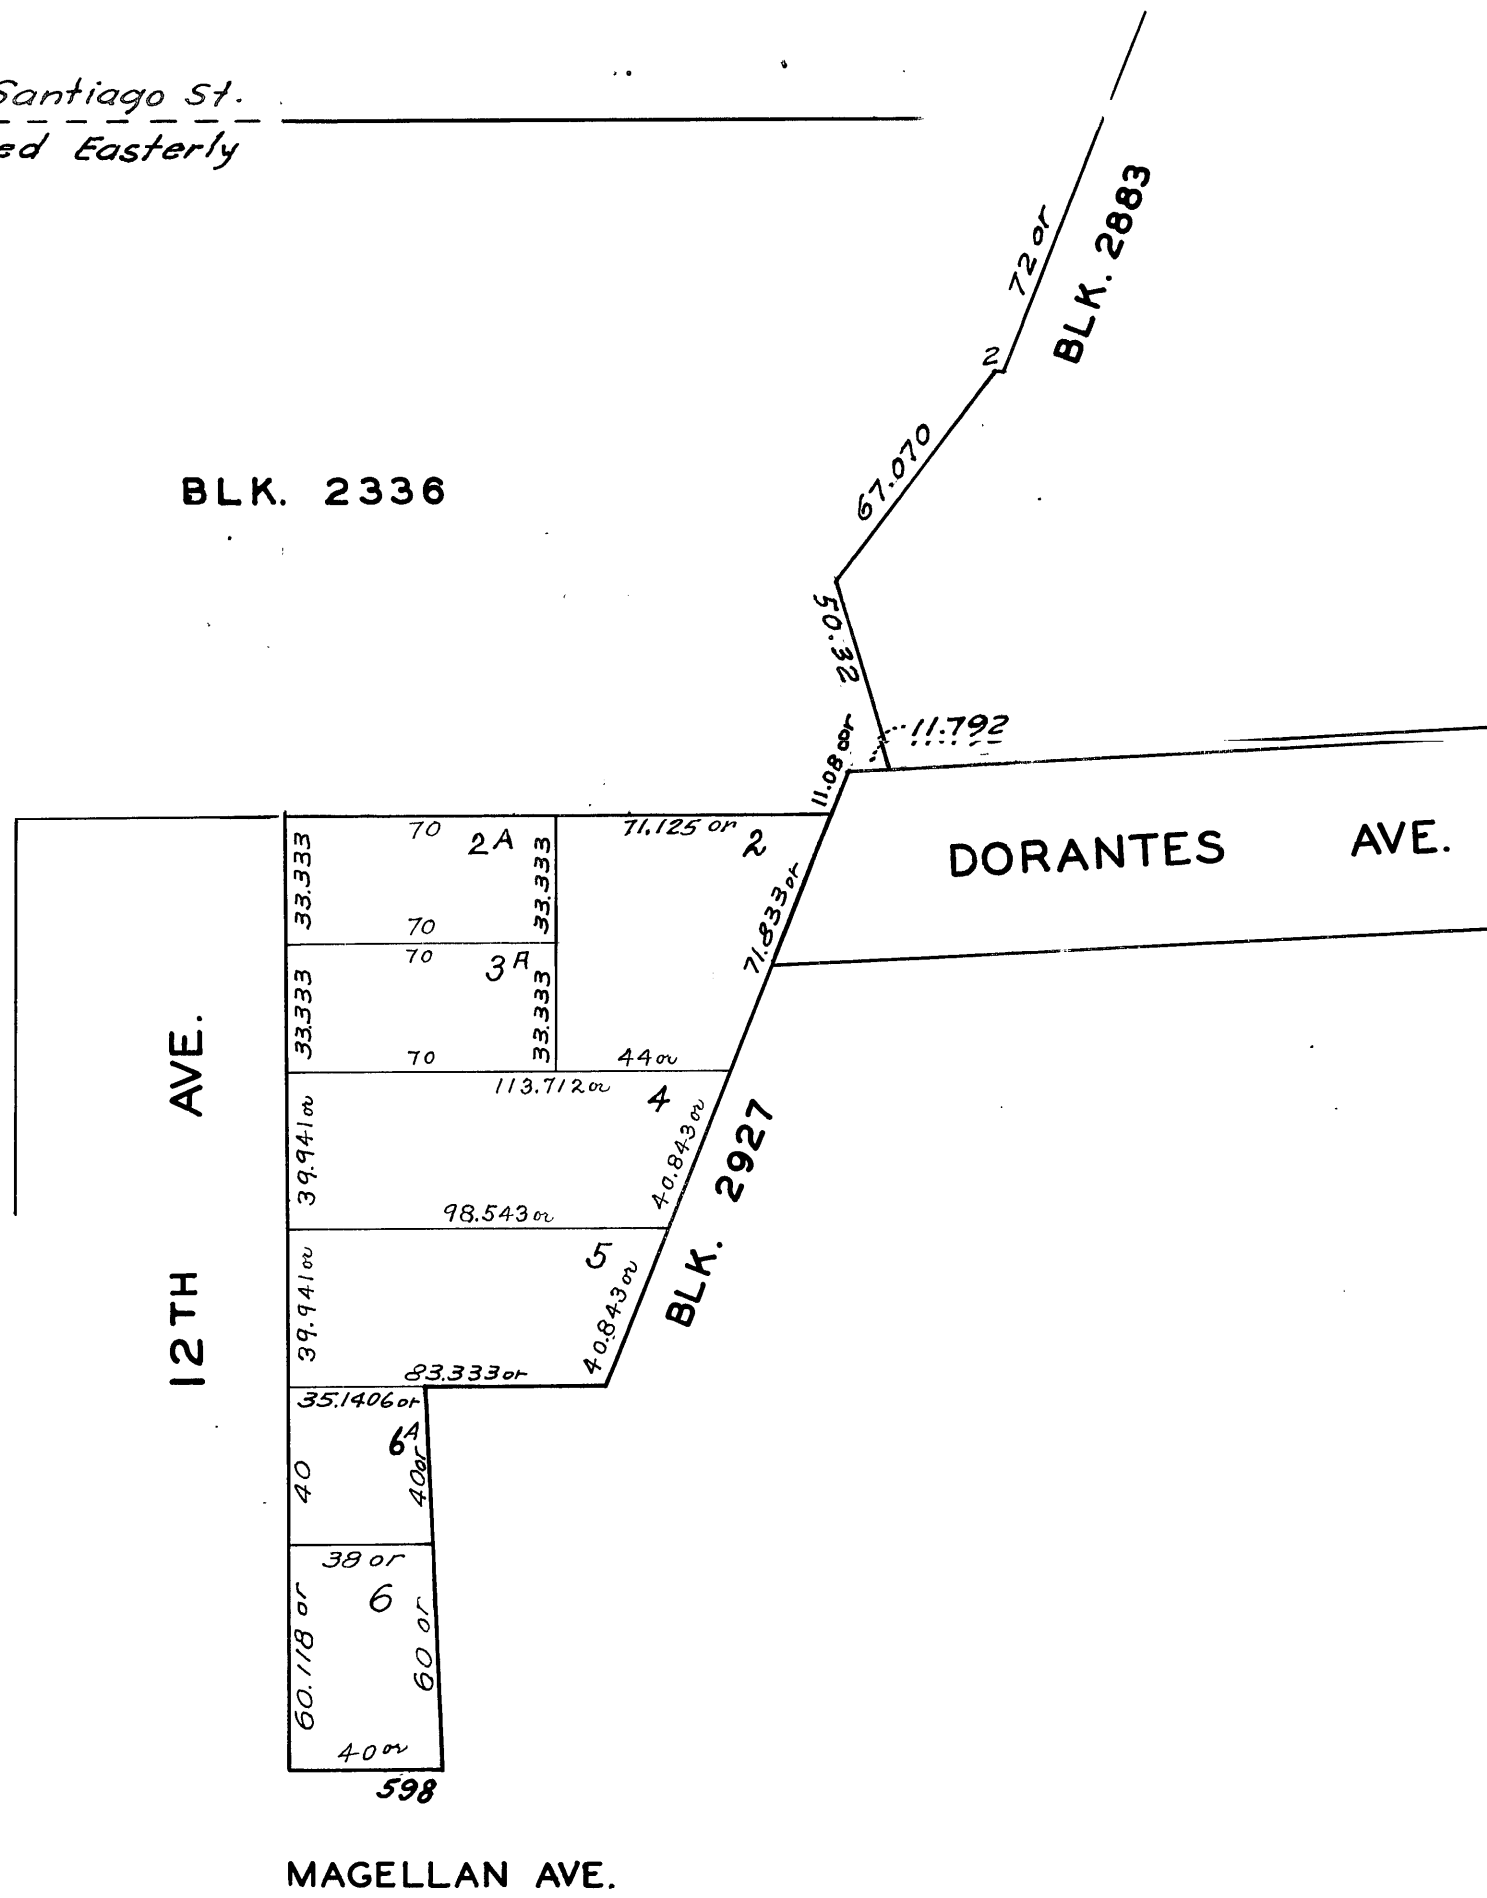 Santiago St.
ed Easterly
BLK. 2883
72 or
2
67.070
BLK. 2336
50.32
11.792
11.08 oor
DORANTES AVE.
70
2A
71.125 or
2
33.333
33.333
71.833 or
70
70
3A
33.333
33.333
70
44 or
12TH AVE.
113.712 or
4
39.941 or
40.843 or
BLK. 2927
98.543 or
5
39.941 or
40.843 or
83.333 or
35.1406 or
6A
40
40 or
38 or
6
60.118 or
60 or
40 or
598
MAGELLAN AVE.